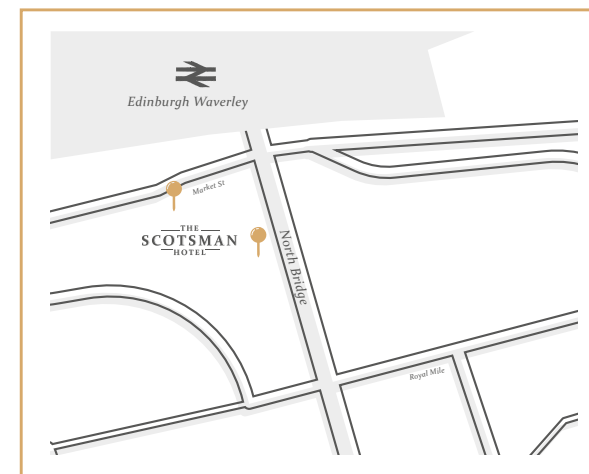 Edinburgh Waverley
Market St
THE
SCOTSMAN
HOTEL
North Bridge
Royal Mile